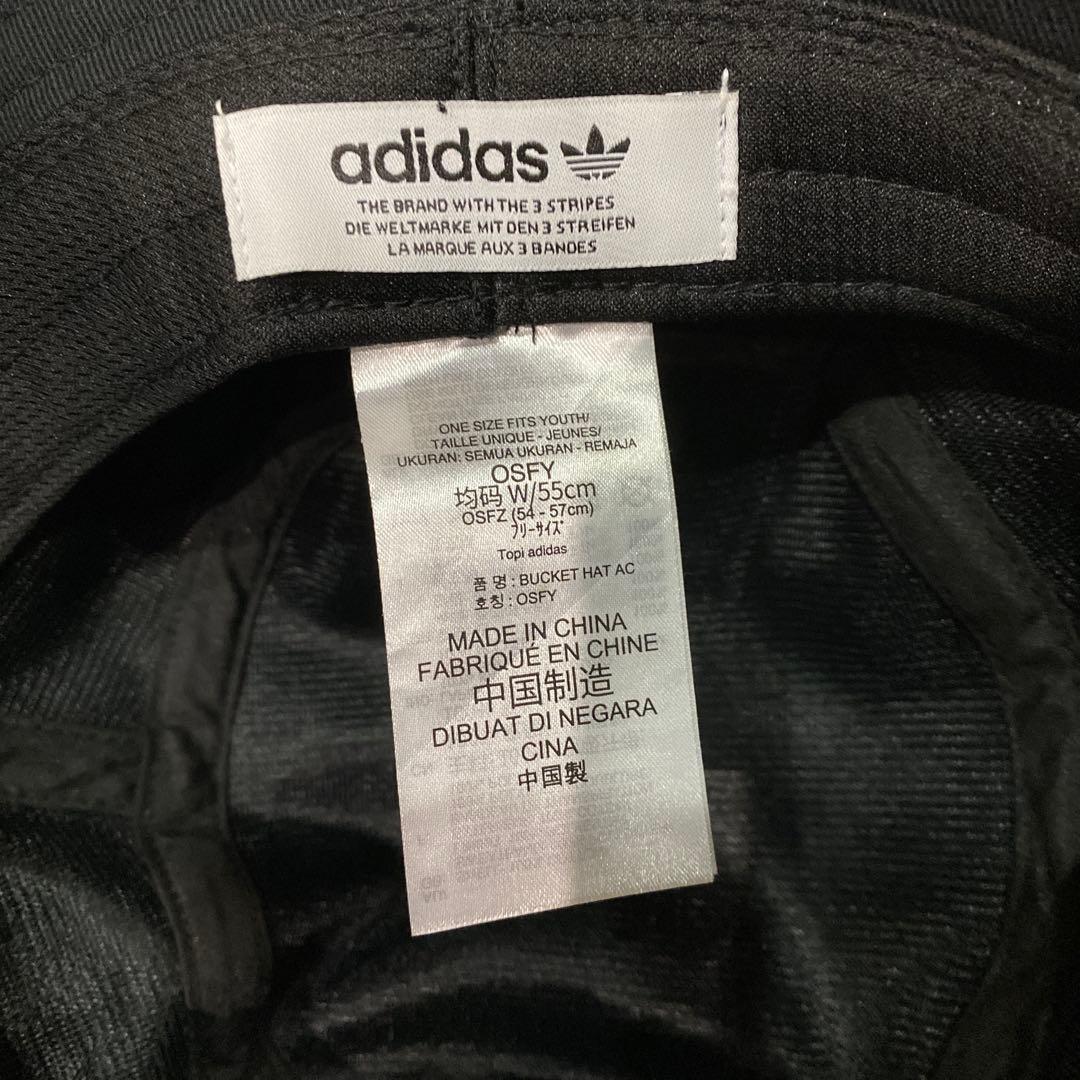 adidas
THE BRAND WITH THE 3 STRIPES
DIE WELTMARKE MIT DEN 3 STREIFEN
LA MARQUE AUX 3 BANDES
ONE SIZE FITS YOUTH/
TAILLE UNIQUE - JEUNES/
UKURAN: SEMUA UKURAN - REMAJA
OSFY
均码 W/55cm
OSFZ (54 - 57cm)
フリーサイズ
Topi adidas
품 명 : BUCKET HAT AC
호칭 : OSFY
MADE IN CHINA
FABRIQUÉ EN CHINE
中国制造
DIBUAT DI NEGARA
CINA
中国製